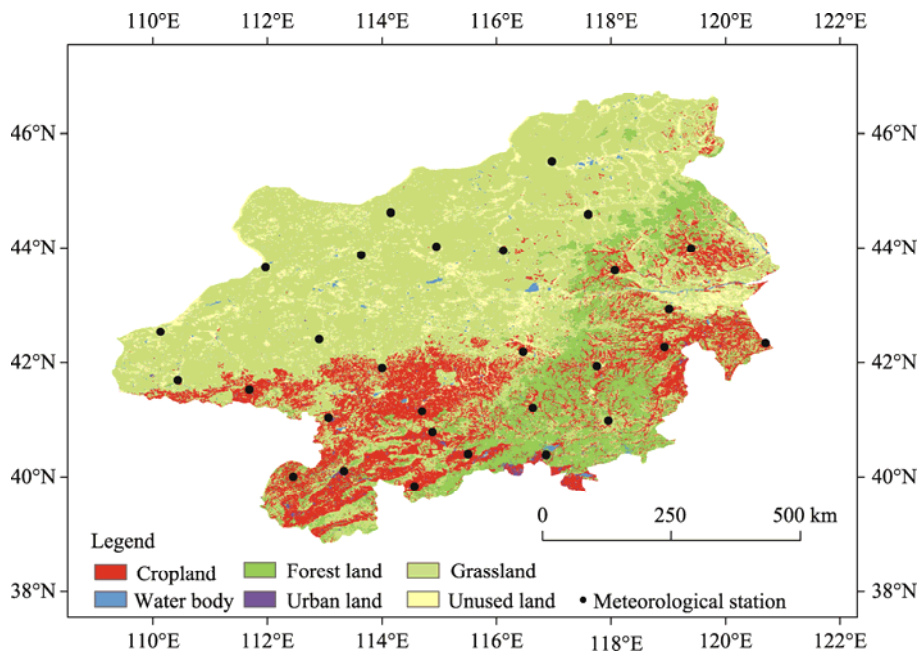 110°E 112°E 114°E 116°E 118°E 120°E 122°E
46°N 46°N
44°N 44°N
42°N 42°N
40°N 40°N
0 250 500 km
Legend
Cropland Forest land Grassland
Water body Urban land Unused land Meteorological station
38°N 38°N
110°E 112°E 114°E 116°E 118°E 120°E 122°E